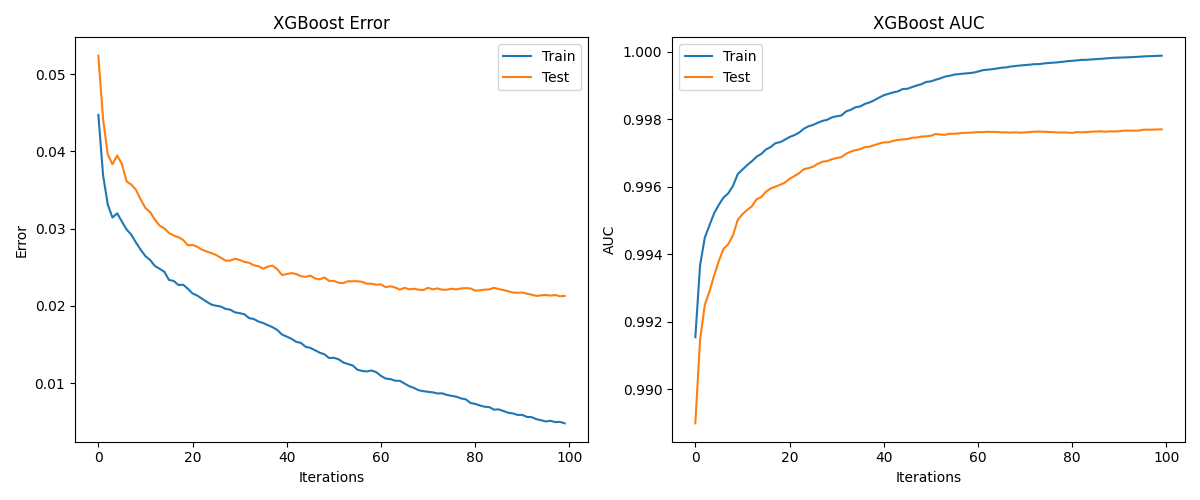 XGBoost Error
Train
Test
0.05
0.04
0.03
0.02
0.01
Error
0
20
40
60
80
100
Iterations
XGBoost AUC
Train
Test
1.000
0.998
0.996
0.994
0.992
0.990
AUC
0
20
40
60
80
100
Iterations